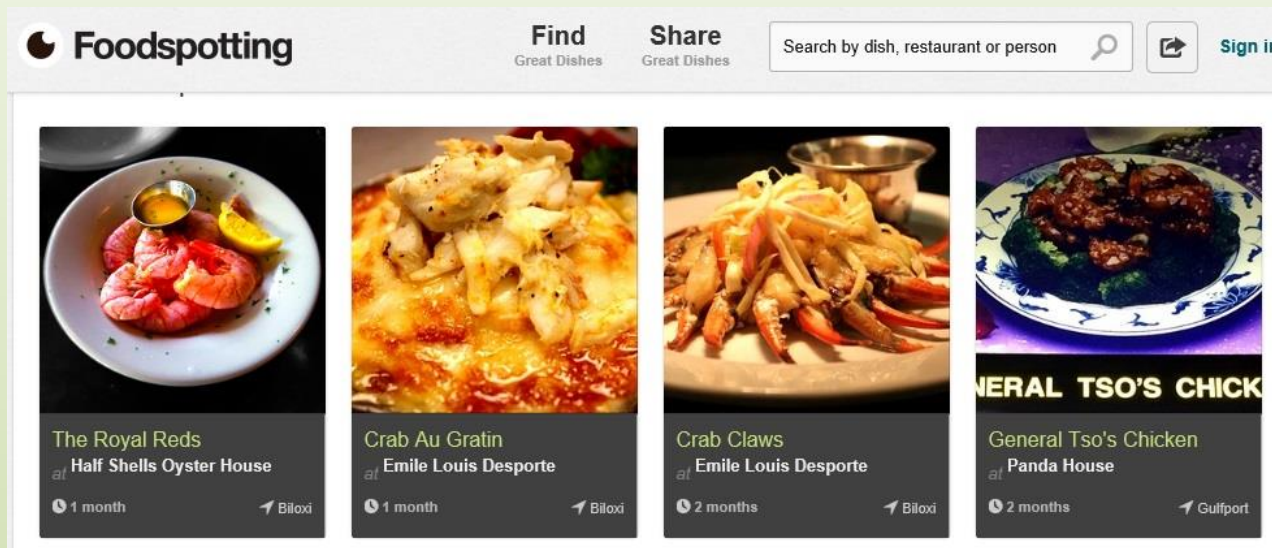 Foodspotting
Find
Great Dishes
Share
Great Dishes
Search by dish, restaurant or person
Sign in
NERAL TSO'S CHICK
The Royal Reds
at Half Shells Oyster House
1 month Biloxi
Crab Au Gratin
at Emile Louis Desporte
1 month Biloxi
Crab Claws
at Emile Louis Desporte
2 months Biloxi
General Tso's Chicken
at Panda House
2 months Gulfport